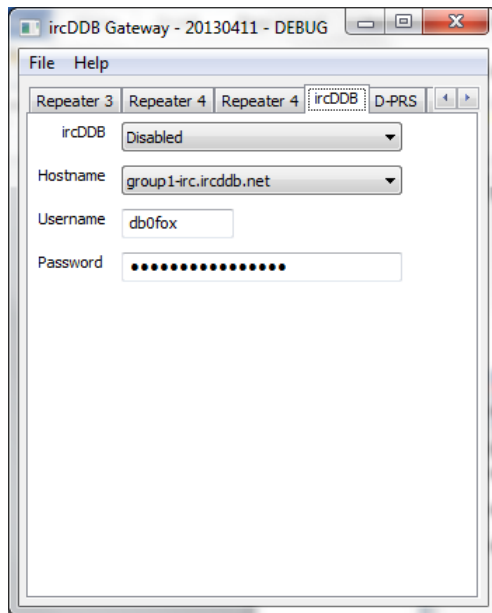 ircDDB Gateway - 20130411 - DEBUG
File Help
Repeater 3 Repeater 4 Repeater 4 ircDDB D-PRS
ircDDB Disabled
Hostname group1-irc.ircddb.net
Username db0fox
Password ••••••••••••••••